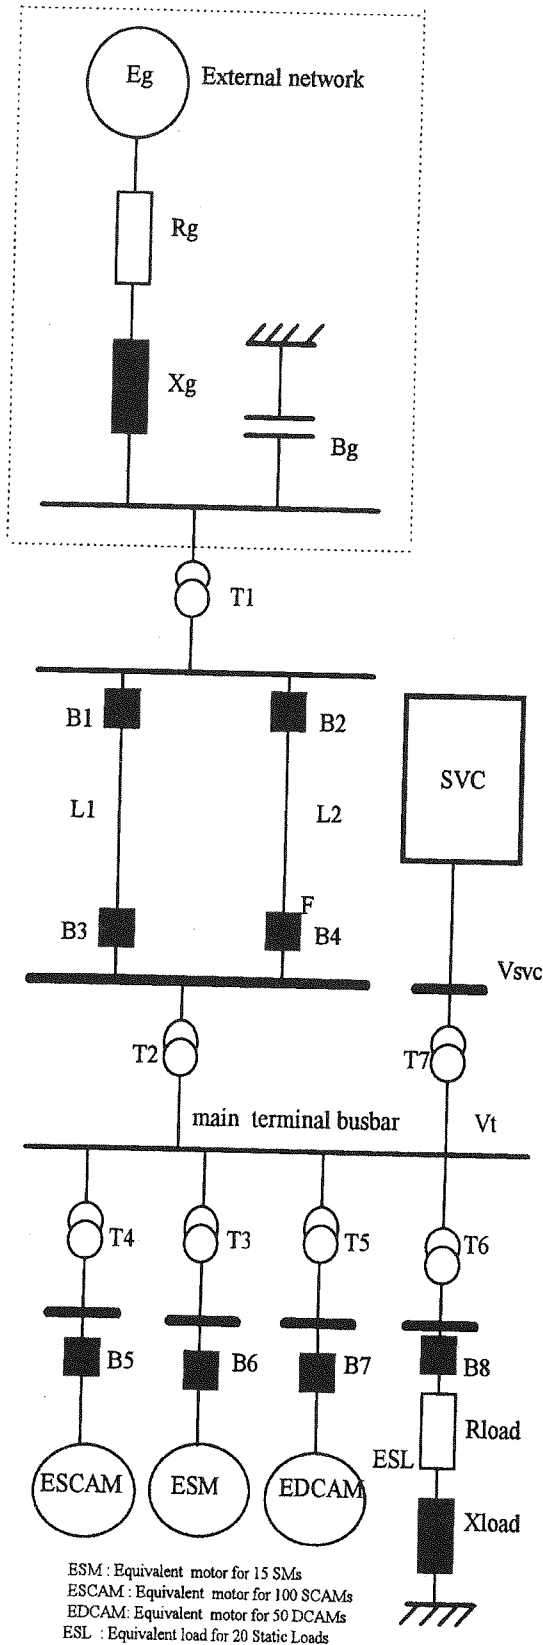 Eg External network
Rg
Xg
Bg
T1
B1 B2
L1 L2
SVC
F
B3 B4
Vsvc
T2 T7
main terminal busbar Vt
T4 T3 T5 T6
B5 B6 B7 B8
Rload
ESL
ESCAM ESM EDCAM
Xload
ESM : Equivalent motor for 15 SMs
ESCAM : Equivalent motor for 100 SCAMs
EDCAM: Equivalent motor for 50 DCAMs
ESL : Equivalent load for 20 Static Loads